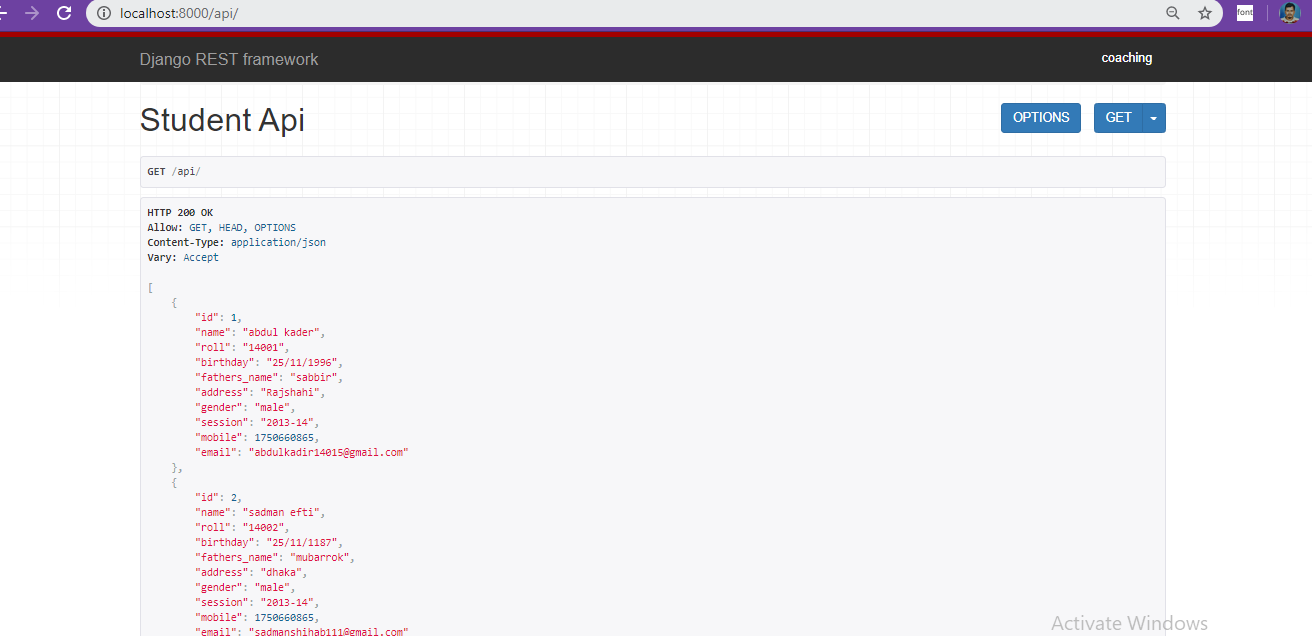 localhost:8000/api/
font
Django REST framework
coaching
Student Api
OPTIONS
GET
GET /api/
HTTP 200 OK
Allow: GET, HEAD, OPTIONS
Content-Type: application/json
Vary: Accept
[
{
"id": 1,
"name": "abdul kader",
"roll": "14001",
"birthday": "25/11/1996",
"fathers_name": "sabbir",
"address": "Rajshahi",
"gender": "male",
"session": "2013-14",
"mobile": 1750660865,
"email": "abdulkadir14015@gmail.com"
},
{
"id": 2,
"name": "sadman efti",
"roll": "14002",
"birthday": "25/11/1187",
"fathers_name": "mubarrok",
"address": "dhaka",
"gender": "male",
"session": "2013-14",
"mobile": 1750660865,
"email": "sadmanshihab111@gmail.com"
Activate Windows